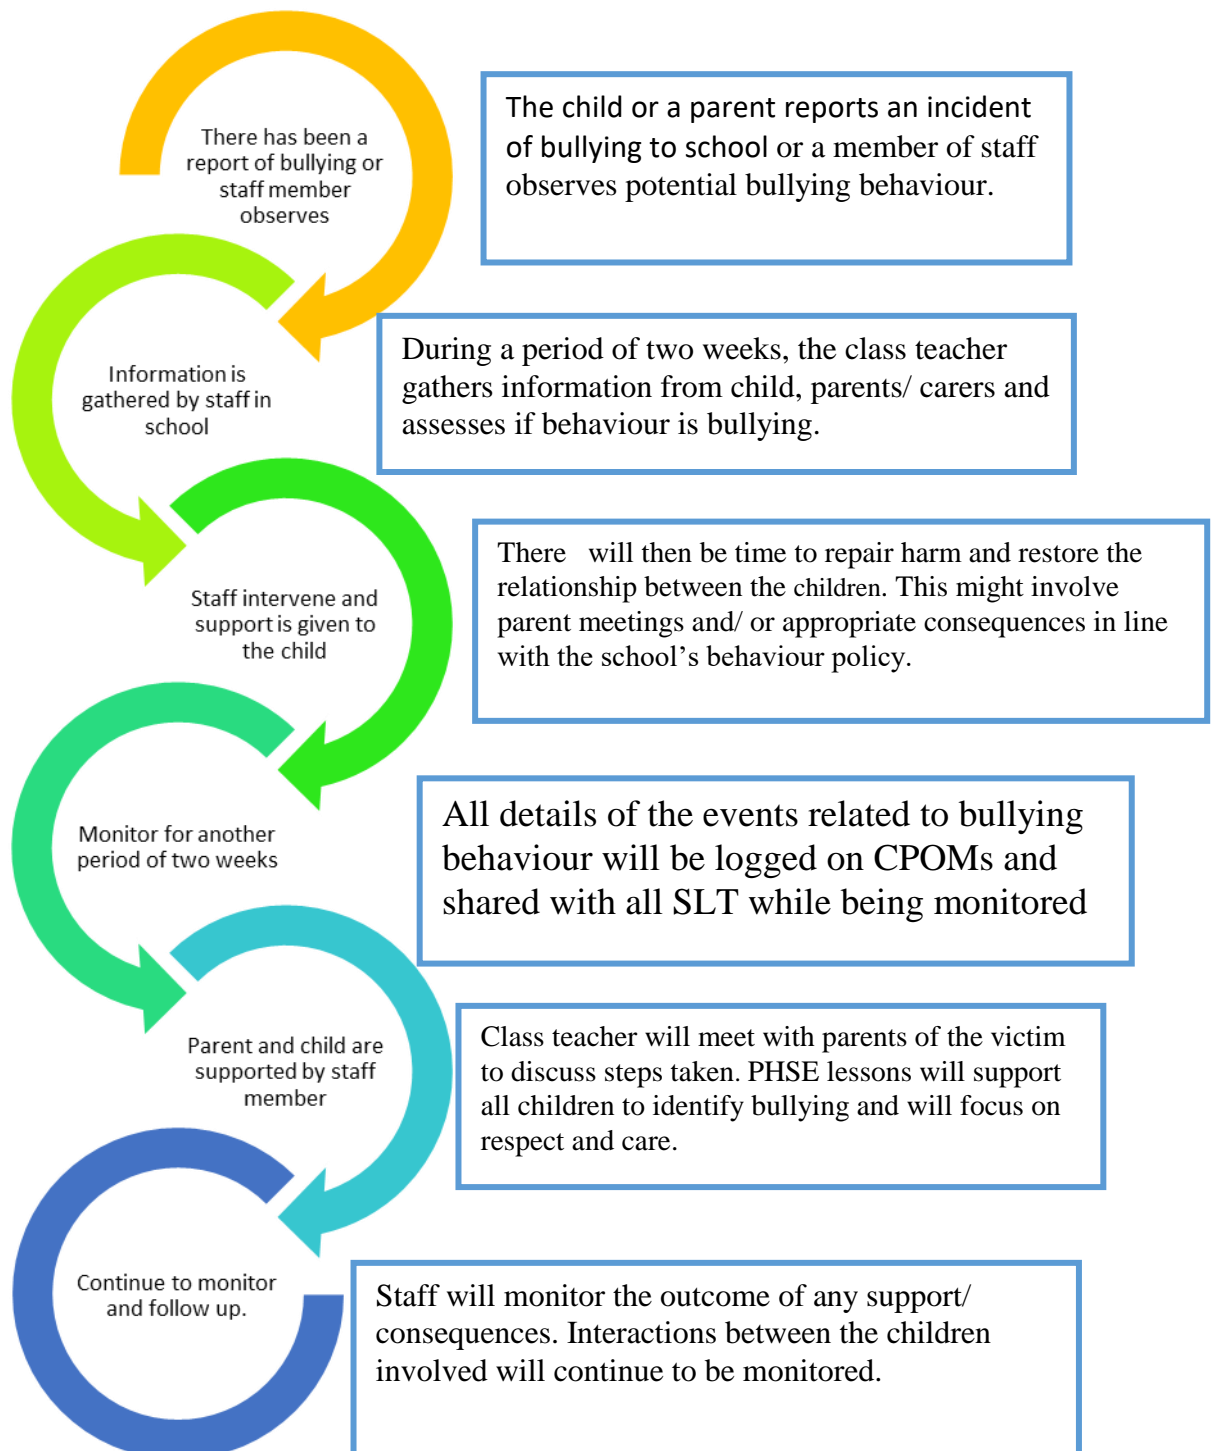 There has been a
report of bullying or
staff member
observes
The child or a parent reports an incident
of bullying to school or a member of staff
observes potential bullying behaviour.
Information is
gathered by staff in
school
During a period of two weeks, the class teacher
gathers information from child, parents/ carers and
assesses if behaviour is bullying.
Staff intervene and
support is given to
the child
There will then be time to repair harm and restore the
relationship between the children. This might involve
parent meetings and/ or appropriate consequences in line
with the school’s behaviour policy.
Monitor for another
period of two weeks
All details of the events related to bullying
behaviour will be logged on CPOMs and
shared with all SLT while being monitored
Parent and child are
supported by staff
member
Class teacher will meet with parents of the victim
to discuss steps taken. PHSE lessons will support
all children to identify bullying and will focus on
respect and care.
Continue to monitor
and follow up.
Staff will monitor the outcome of any support/
consequences. Interactions between the children
involved will continue to be monitored.